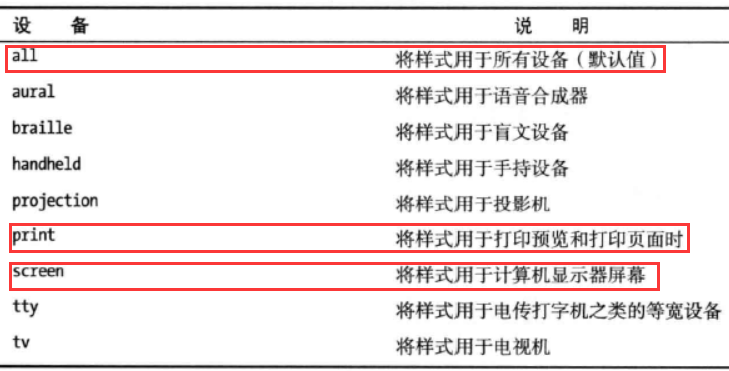 设 备 说 明
all 将样式用于所有设备（默认值）
aural 将样式用于语音合成器
braille 将样式用于盲文设备
handheld 将样式用于手持设备
projection 将样式用于投影机
print 将样式用于打印预览和打印页面时
screen 将样式用于计算机显示器屏幕
tty 将样式用于电传打字机之类的等宽设备
tv 将样式用于电视机